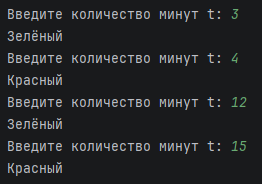 Введите количество минут t: 3
Зелёный
Введите количество минут t: 4
Красный
Введите количество минут t: 12
Зелёный
Введите количество минут t: 15
Красный